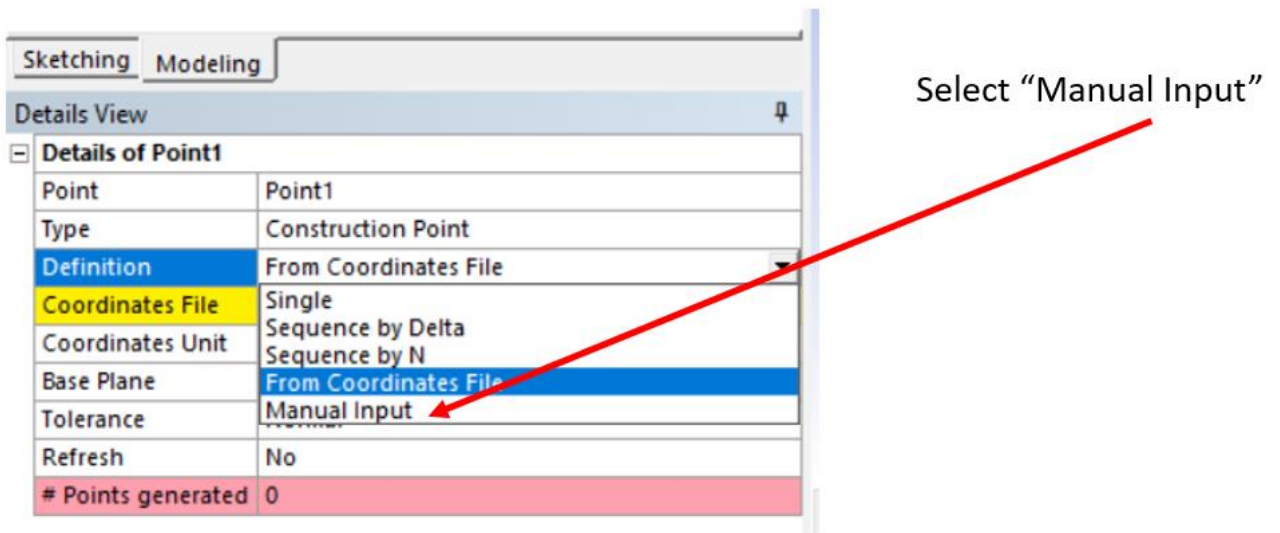 Sketching Modeling
Select “Manual Input”
Details View
Details of Point1
Point Point1
Type Construction Point
Definition From Coordinates File
Coordinates File Single
Sequence by Delta
Coordinates Unit
Sequence by N
Base Plane From Coordinates File
Tolerance Manual Input
Refresh No
# Points generated 0